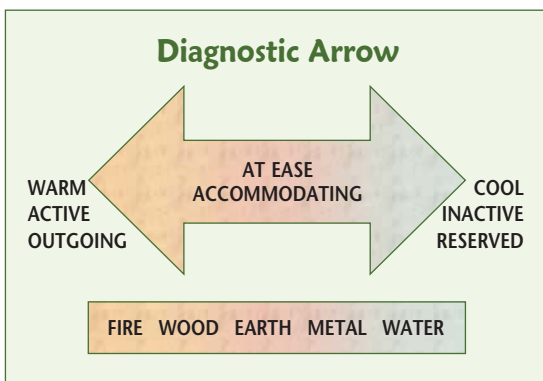 Diagnostic Arrow
AT EASE
ACCOMMODATING
WARM
ACTIVE
OUTGOING
COOL
INACTIVE
RESERVED
FIRE WOOD EARTH METAL WATER